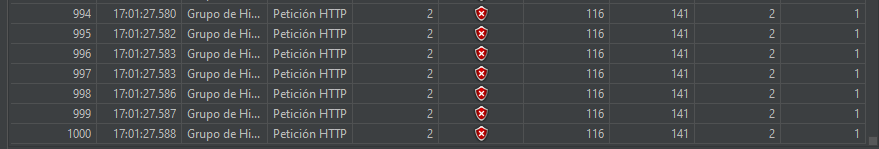 994 17:01:27.580 Grupo de Hi... Petición HTTP 2 116 141 2 1
995 17:01:27.582 Grupo de Hi... Petición HTTP 2 116 141 2 1
996 17:01:27.583 Grupo de Hi... Petición HTTP 2 116 141 2 1
997 17:01:27.583 Grupo de Hi... Petición HTTP 2 116 141 2 1
998 17:01:27.586 Grupo de Hi... Petición HTTP 2 116 141 2 1
999 17:01:27.587 Grupo de Hi... Petición HTTP 2 116 141 2 1
1000 17:01:27.588 Grupo de Hi... Petición HTTP 2 116 141 2 1